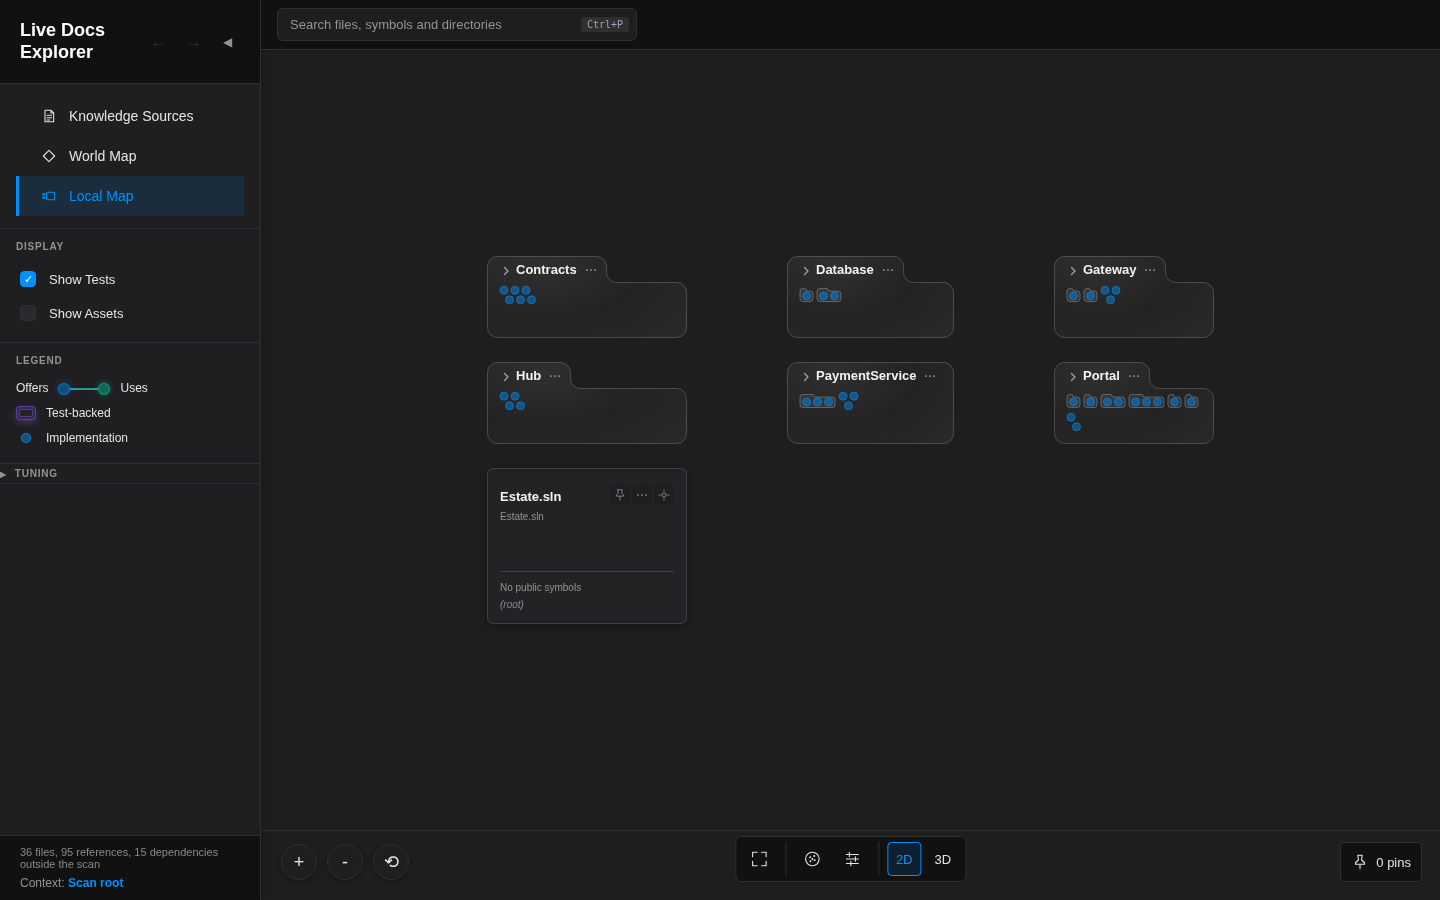 Live Docs
Explorer
Search files, symbols and directories
Ctrl+P
Knowledge Sources
World Map
Local Map
DISPLAY
Show Tests
Show Assets
LEGEND
Offers
Uses
Test-backed
Implementation
TUNING
Contracts
Database
Gateway
Hub
PaymentService
Portal
Estate.sln
Estate.sln
No public symbols
(root)
36 files, 95 references, 15 dependencies
outside the scan
Context: Scan root
+
-
2D
3D
0 pins